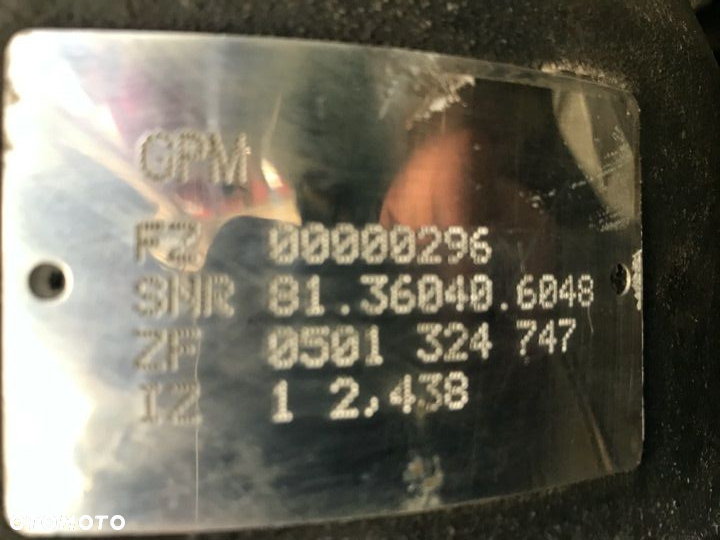 GPM
FZ 00000296
SNR 81.36040.6048
ZF 0501 324 747
IZ 1 2,438
OTOMOTO